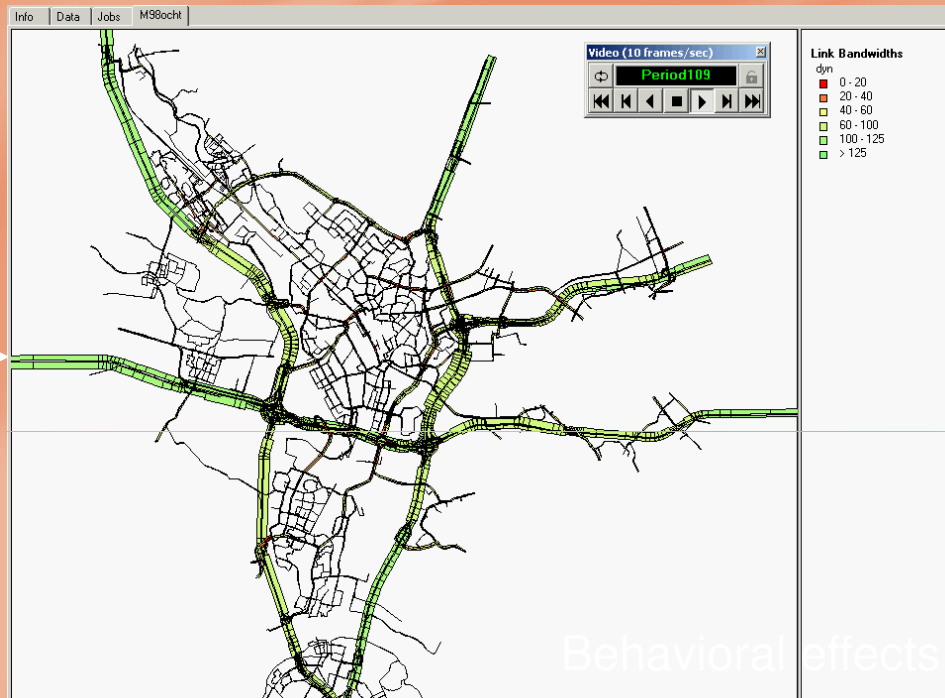 Info Data Jobs M98ocht
Video (10 frames/sec)
Period109
Link Bandwidths
dyn
0 - 20
20 - 40
40 - 60
60 - 100
100 - 125
> 125
Behavioral effects